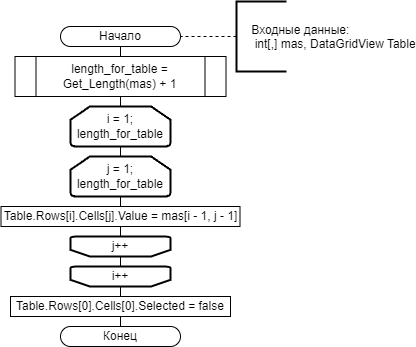 Начало
Входные данные:
int[,] mas, DataGridView Table
length_for_table =
Get_Length(mas) + 1
i = 1;
length_for_table
j = 1;
length_for_table
Table.Rows[i].Cells[j].Value = mas[i - 1, j - 1]
j++
i++
Table.Rows[0].Cells[0].Selected = false
Конец